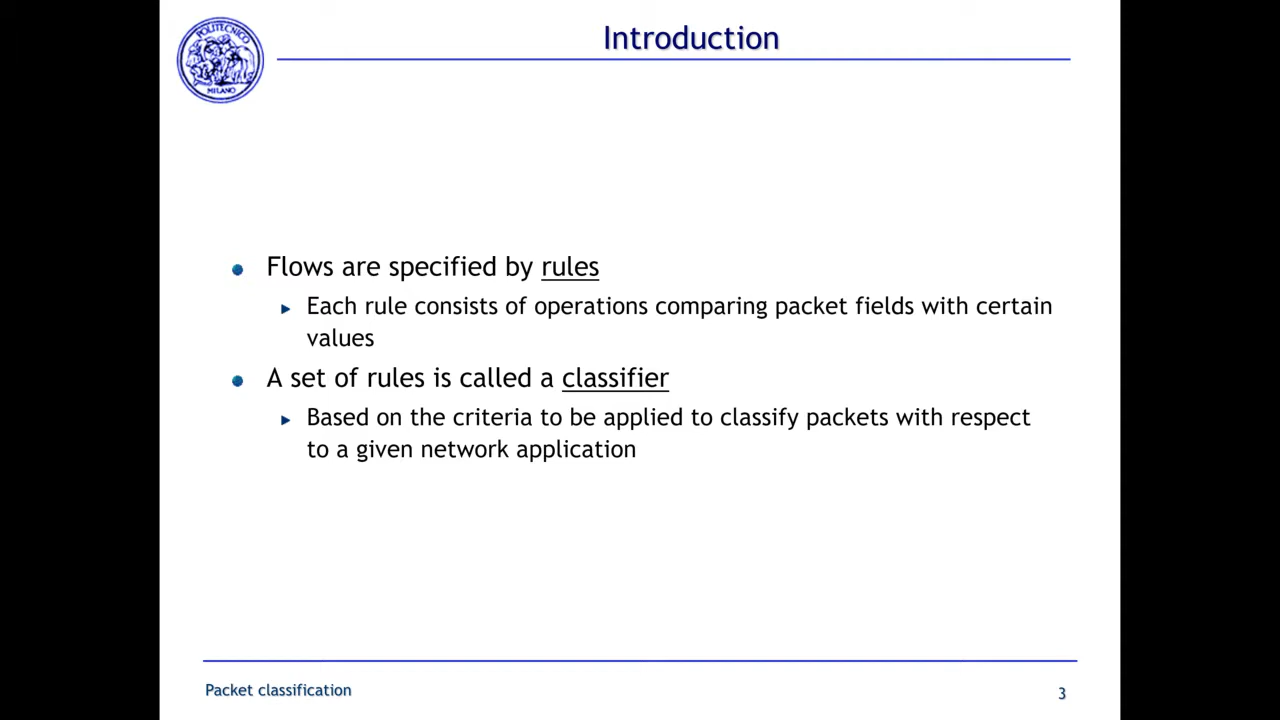 POLITECNICO
MILANO
Introduction
Flows are specified by rules
Each rule consists of operations comparing packet fields with certain
values
A set of rules is called a classifier
Based on the criteria to be applied to classify packets with respect
to a given network application
Packet classification
3